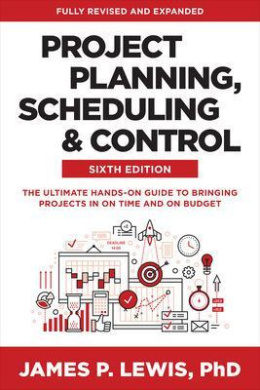 FULLY REVISED AND EXPANDED
PROJECT
PLANNING,
SCHEDULING
& CONTROL
SIXTH EDITION
THE ULTIMATE HANDS-ON GUIDE TO BRINGING
PROJECTS IN ON TIME AND ON BUDGET
DEADLINE
JAMES P. LEWIS, PhD